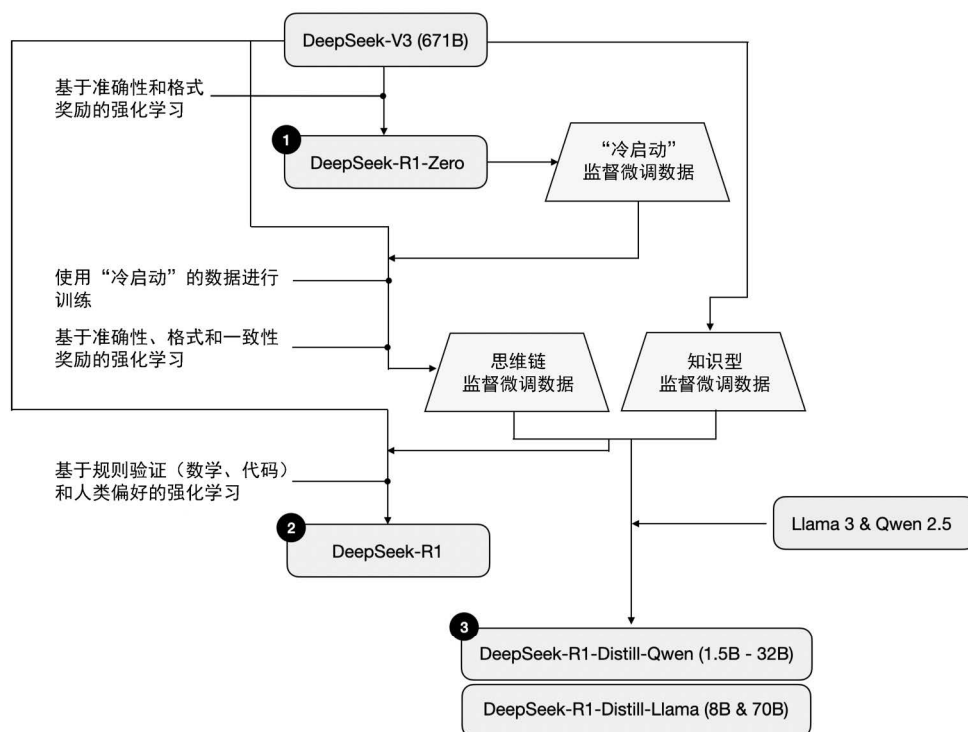 DeepSeek-V3 (671B)
基于准确性和格式
奖励的强化学习
1
DeepSeek-R1-Zero
“冷启动”
监督微调数据
使用“冷启动”的数据进行
训练
基于准确性、格式和一致性
奖励的强化学习
思维链
监督微调数据
知识型
监督微调数据
基于规则验证（数学、代码）
和人类偏好的强化学习
Llama 3 & Qwen 2.5
2
DeepSeek-R1
3
DeepSeek-R1-Distill-Qwen (1.5B - 32B)
DeepSeek-R1-Distill-Llama (8B & 70B)